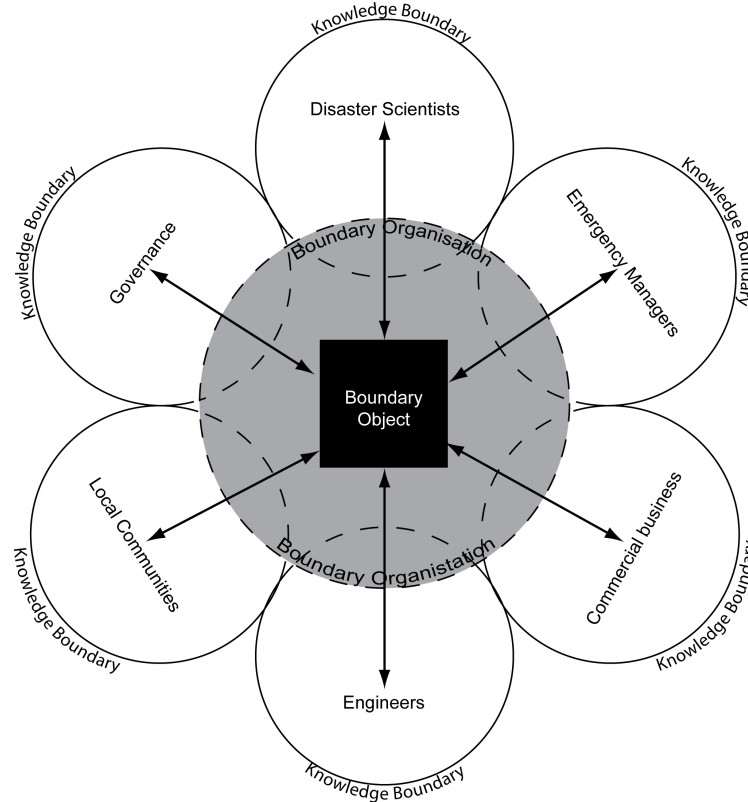 Knowledge Boundary
Disaster Scientists
Knowledge Boundary
Governance
Knowledge Boundary
Emergency Managers
Boundary Organisation
Boundary
Object
Local Communities
Knowledge Boundary
Commercial business
Knowledge Boundary
Boundary Organistation
Engineers
Knowledge Boundary